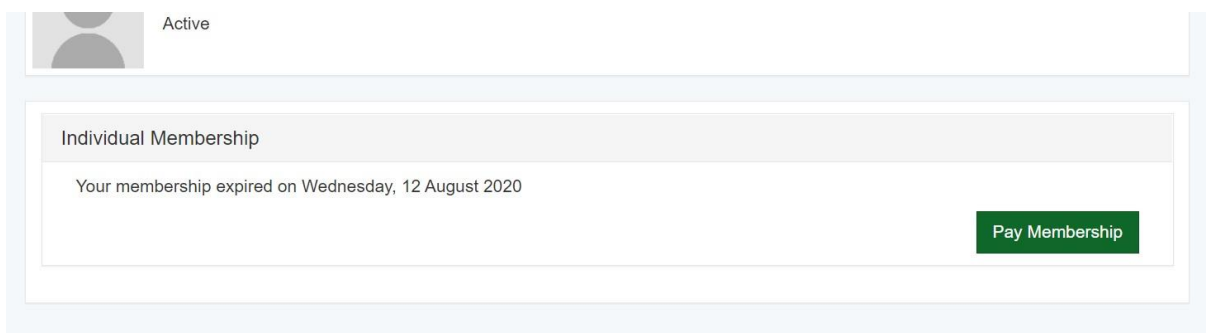 Active
Individual Membership
Your membership expired on Wednesday, 12 August 2020
Pay Membership